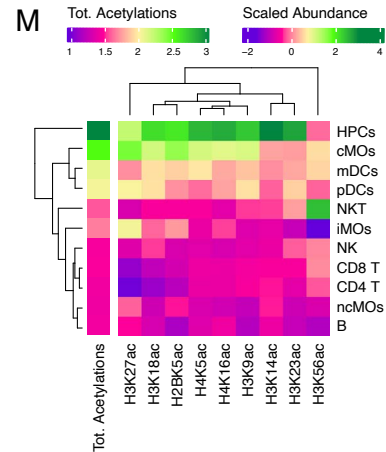 M
Tot. Acetylations
Scaled Abundance
1 1.5 2 2.5 3
−2 0 2 4
HPCs
cMOs
mDCs
pDCs
NKT
iMOs
NK
CD8 T
CD4 T
ncMOs
B
Tot. Acetylations
H3K27ac
H3K18ac
H2BK5ac
H4K5ac
H4K16ac
H3K9ac
H3K14ac
H3K23ac
H3K56ac